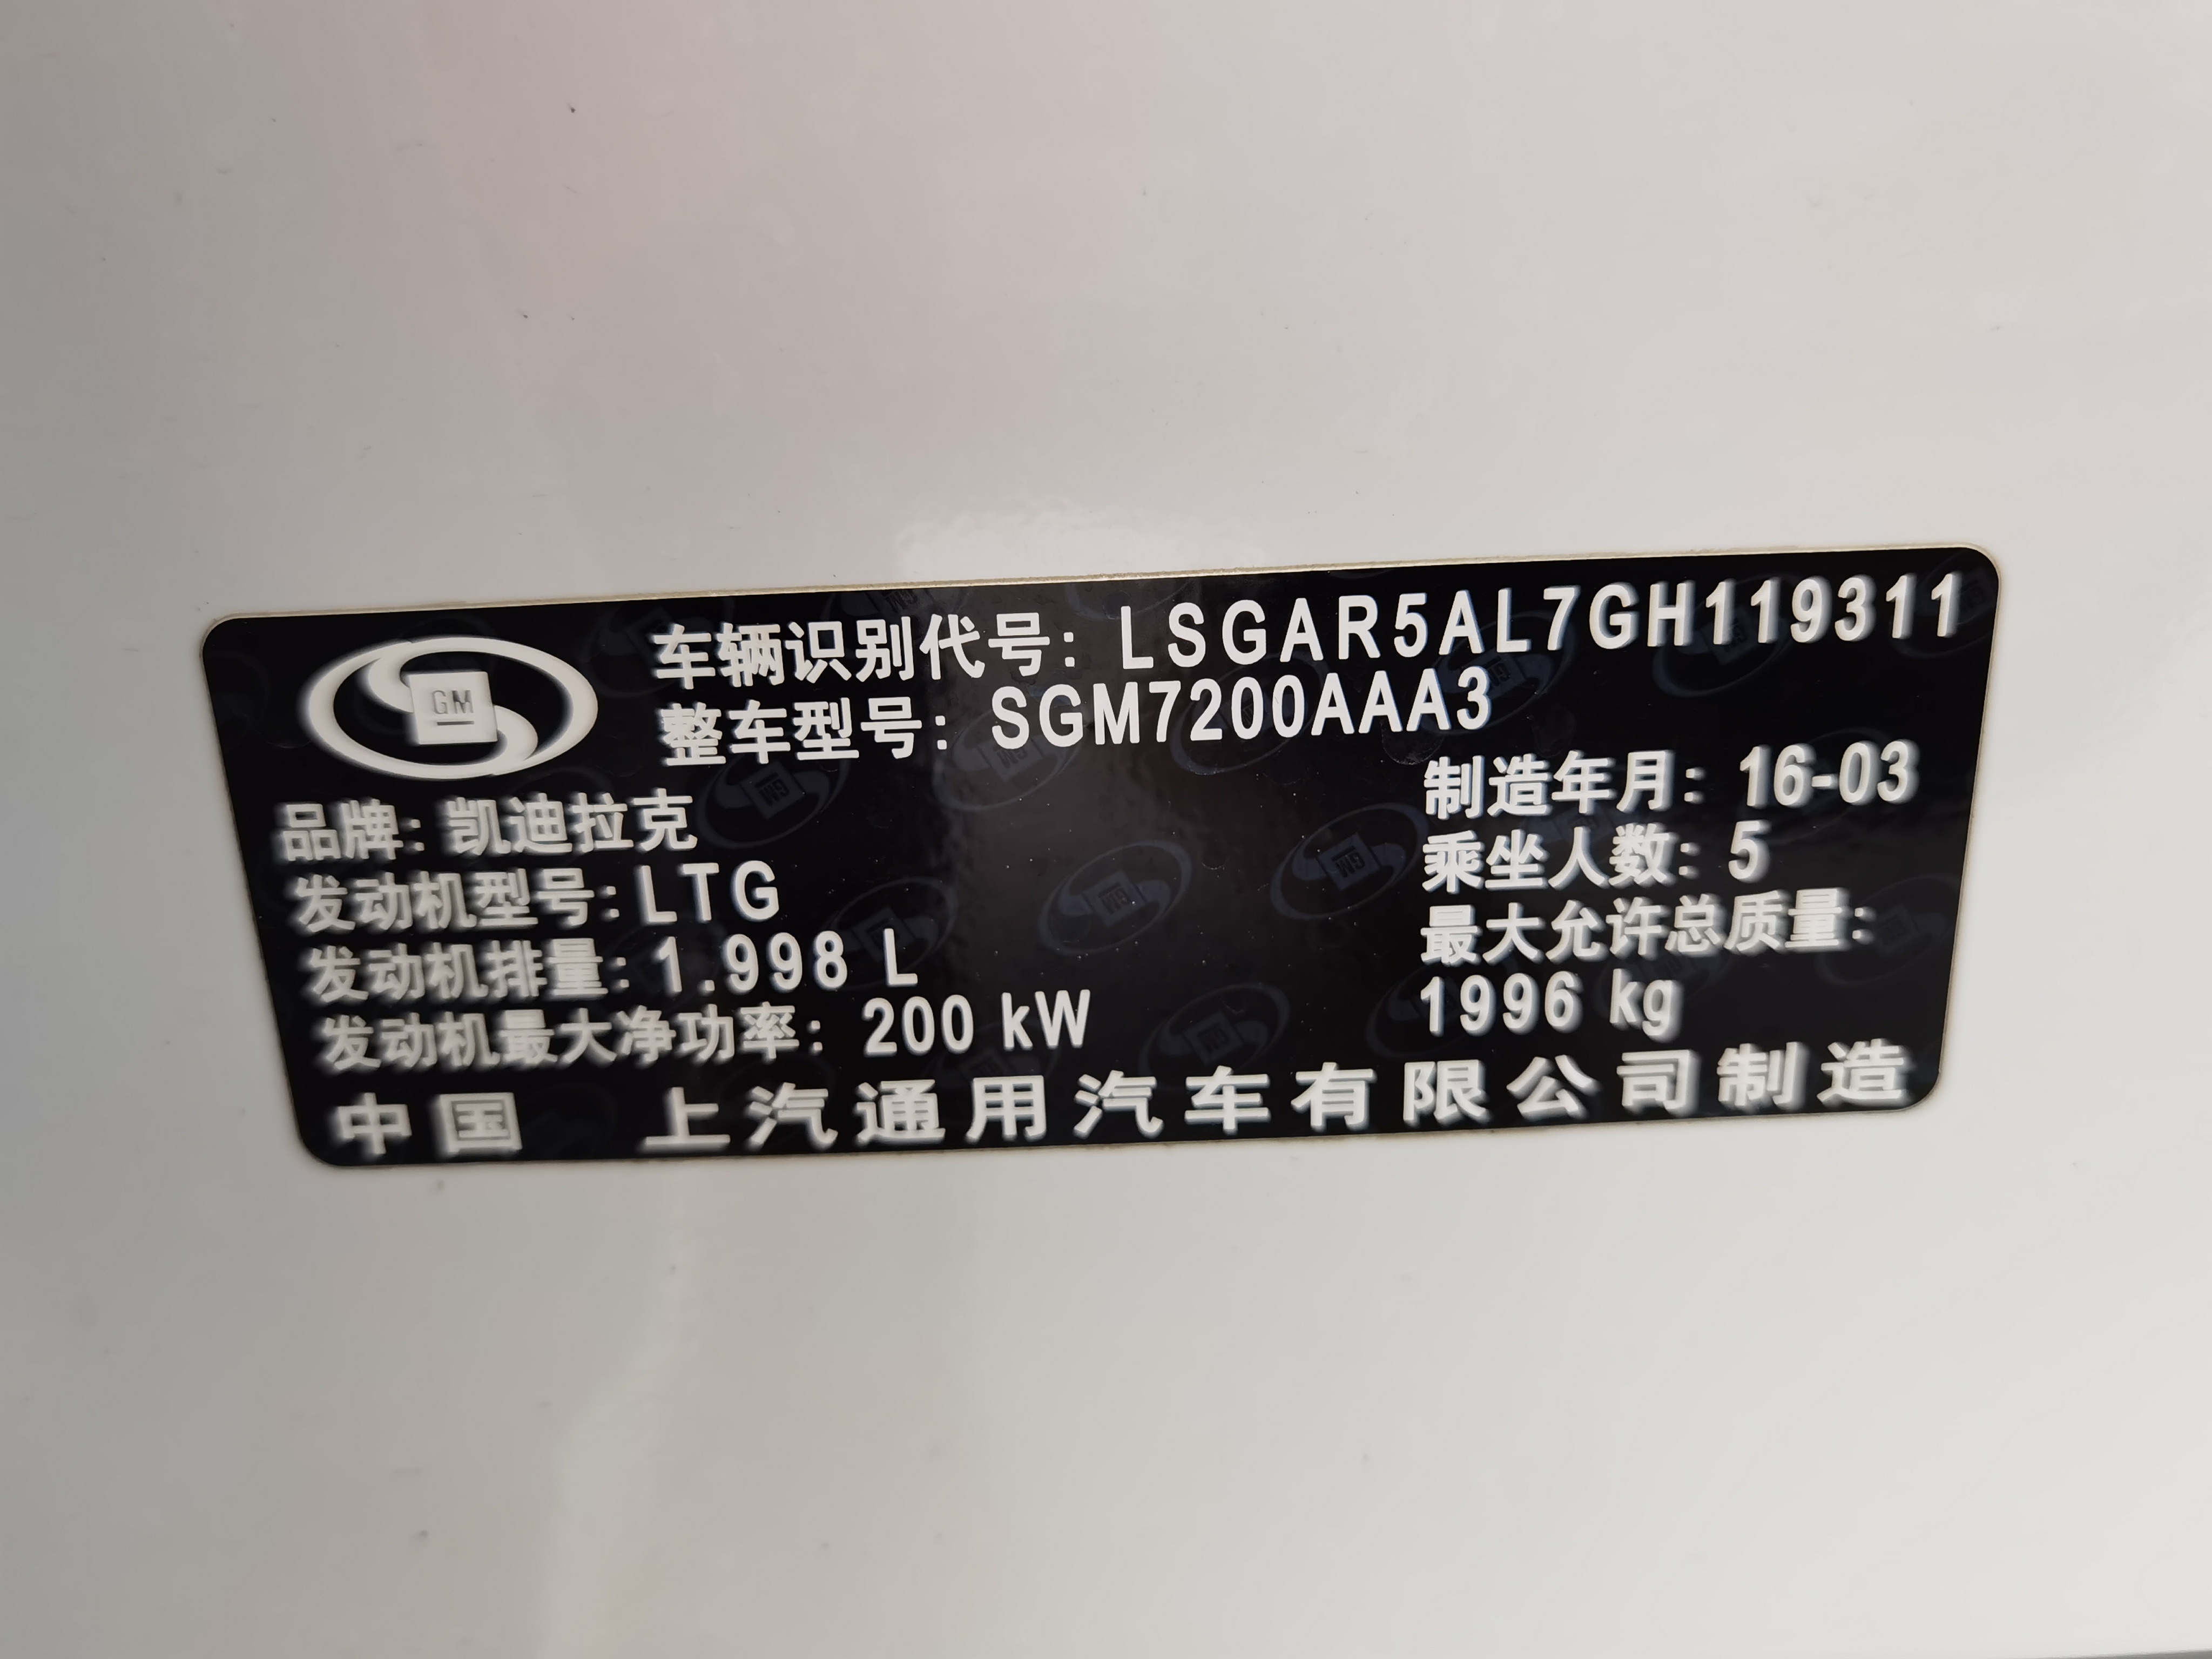 车辆识别代号: LSGAR5AL7GH119311
整车型号: SGM7200AAA3
GM
品牌: 凯迪拉克
制造年月: 16-03
发动机型号: LTG
乘坐人数: 5
发动机排量: 1.998 L
最大允许总质量:
1996 kg
发动机最大净功率: 200 kW
中国 上汽通用汽车有限公司制造